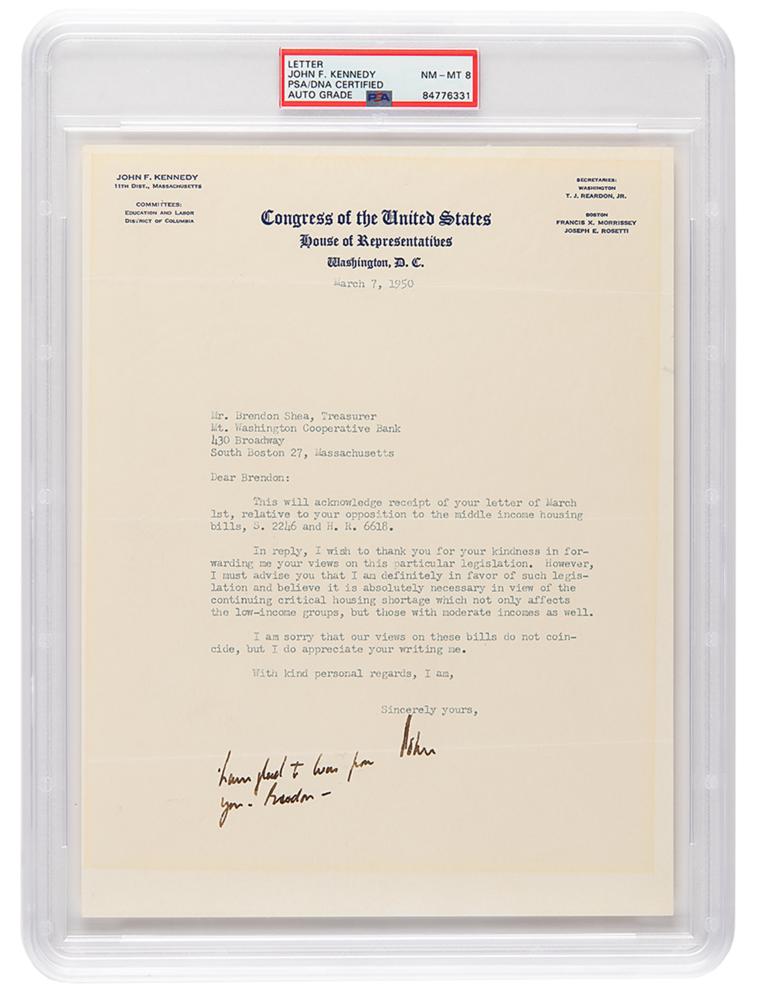 LETTER
JOHN F. KENNEDY
PSA/DNA CERTIFIED
AUTO GRADE PSA
NM - MT 8
84776331
JOHN F. KENNEDY
11TH DIST., MASSACHUSETTS
COMMITTEES:
EDUCATION AND LABOR
DISTRICT OF COLUMBIA
Congress of the United States
House of Representatives
Washington, D. C.
SECRETARIES:
WASHINGTON
T. J. REARDON, JR.
BOSTON
FRANCIS X. MORRISSEY
JOSEPH E. ROSETTI
March 7, 1950
Mr. Brendon Shea, Treasurer
Mt. Washington Cooperative Bank
430 Broadway
South Boston 27, Massachusetts
Dear Brendon:
This will acknowledge receipt of your letter of March
1st, relative to your opposition to the middle income housing
bills, S. 2246 and H. R. 6618.
In reply, I wish to thank you for your kindness in for-
warding me your views on this particular legislation. However,
I must advise you that I am definitely in favor of such legis-
lation and believe it is absolutely necessary in view of the
continuing critical housing shortage which not only affects
the low-income groups, but those with moderate incomes as well.
I am sorry that our views on these bills do not coin-
cide, but I do appreciate your writing me.
With kind personal regards, I am,
Sincerely yours,
John
glad I
you -